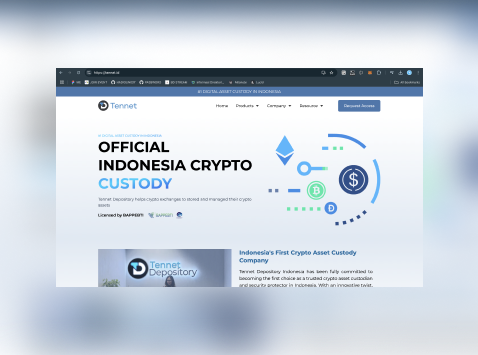 https://tennet.id
All Bookmarks
#1 DIGITAL ASSET CUSTODY IN INDONESIA
Tennet
Home Products Company Resource Request Access
#1 DIGITAL ASSET CUSTODY IN INDONESIA
OFFICIAL
INDONESIA CRYPTO
CUSTODY
Tennet Depository helps Crypto exchanges to stored and managed their Crypto
assets
Licensed by BAPPEBTI BAPPEBTI
Tennet
Depository
Indonesia's First Crypto Asset Custody
Company
Tennet Depository Indonesia has been fully committed to
becoming the first choice as a trusted crypto asset custodian
and security protector in Indonesia. With an innovative twist,